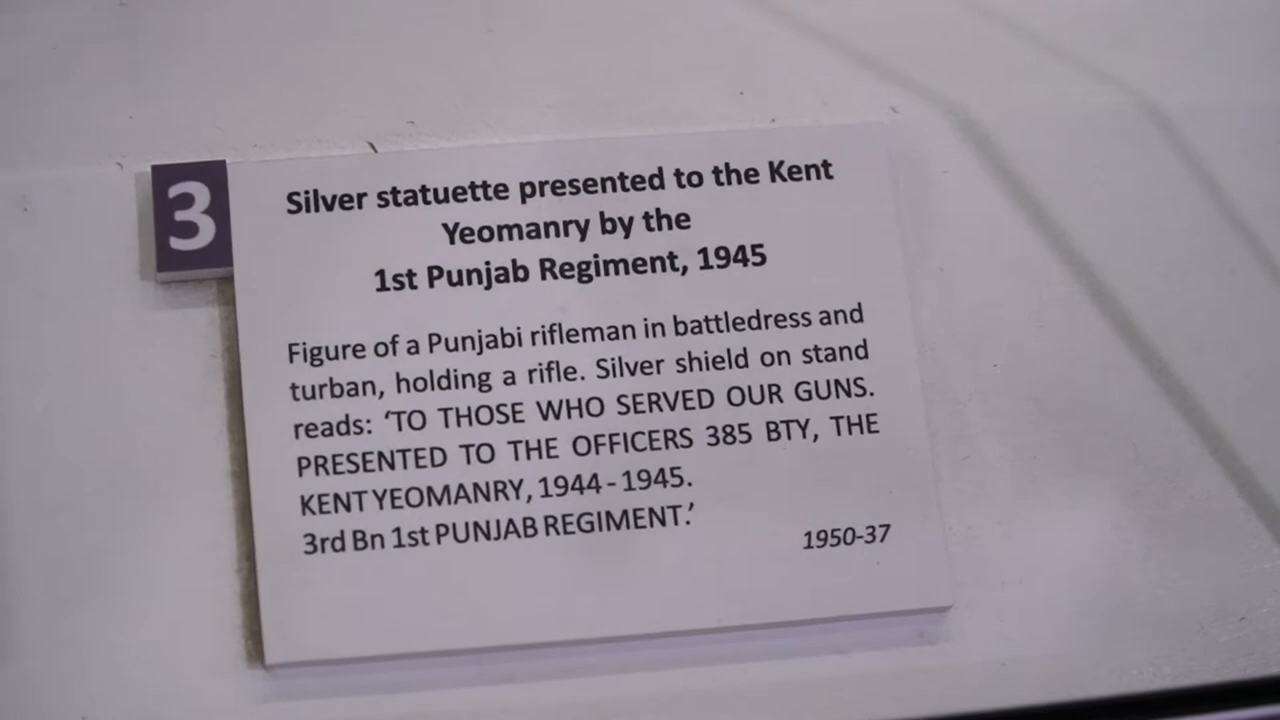 3
Silver statuette presented to the Kent
Yeomanry by the
1st Punjab Regiment, 1945
Figure of a Punjabi rifleman in battledress and
turban, holding a rifle. Silver shield on stand
reads: ‘TO THOSE WHO SERVED OUR GUNS.
PRESENTED TO THE OFFICERS 385 BTY, THE
KENT YEOMANRY, 1944 - 1945.
3rd Bn 1st PUNJAB REGIMENT.’
1950-37